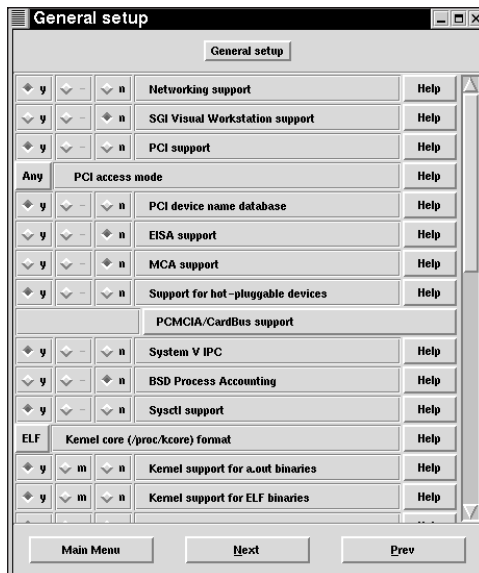 General setup
General setup
y - n Networking support Help
y - n SGI Visual Workstation support Help
y - n PCI support Help
Any PCI access mode Help
y - n PCI device name database Help
y - n EISA support Help
y - n MCA support Help
y - n Support for hot-pluggable devices Help
PCMCIA/CardBus support
y - n System V IPC Help
y - n BSD Process Accounting Help
y - n Sysctl support Help
ELF Kernel core (/proc/kcore) format Help
y m n Kernel support for a.out binaries Help
y m n Kernel support for ELF binaries Help
Main Menu Next Prev